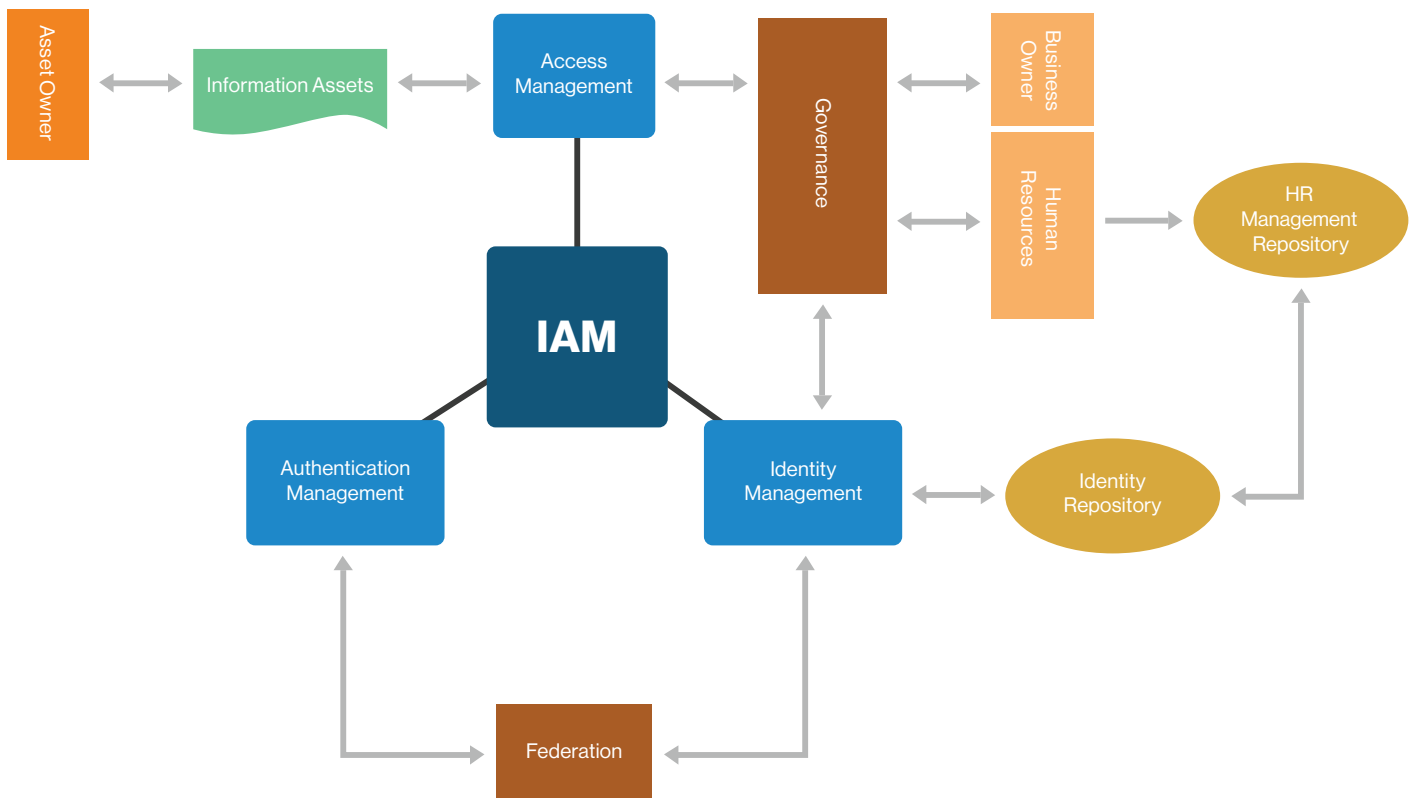 Asset Owner
Information Assets
Access
Management
Governance
Business
Owner
Human
Resources
HR
Management
Repository
IAM
Authentication
Management
Identity
Management
Identity
Repository
Federation